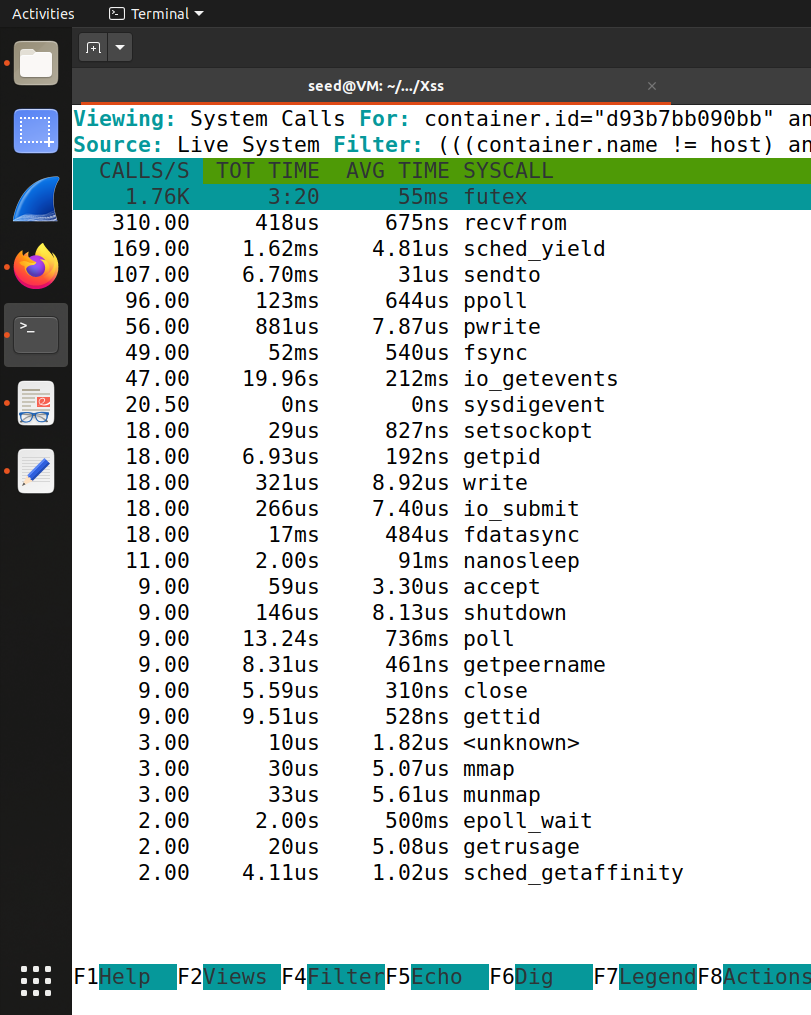 Activities Terminal
seed@VM: ~/.../Xss ×
Viewing: System Calls For: container.id="d93b7bb090bb" an
Source: Live System Filter: (((container.name != host) an
CALLS/S TOT TIME AVG TIME SYSCALL
1.76K 3:20 55ms futex
310.00 418us 675ns recvfrom
169.00 1.62ms 4.81us sched_yield
107.00 6.70ms 31us sendto
96.00 123ms 644us ppoll
56.00 881us 7.87us pwrite
49.00 52ms 540us fsync
47.00 19.96s 212ms io_getevents
20.50 0ns 0ns sysdigevent
18.00 29us 827ns setsockopt
18.00 6.93us 192ns getpid
18.00 321us 8.92us write
18.00 266us 7.40us io_submit
18.00 17ms 484us fdatasync
11.00 2.00s 91ms nanosleep
9.00 59us 3.30us accept
9.00 146us 8.13us shutdown
9.00 13.24s 736ms poll
9.00 8.31us 461ns getpeername
9.00 5.59us 310ns close
9.00 9.51us 528ns gettid
3.00 10us 1.82us <unknown>
3.00 30us 5.07us mmap
3.00 33us 5.61us munmap
2.00 2.00s 500ms epoll_wait
2.00 20us 5.08us getrusage
2.00 4.11us 1.02us sched_getaffinity
F1Help F2Views F4FilterF5Echo F6Dig F7LegendF8Actions